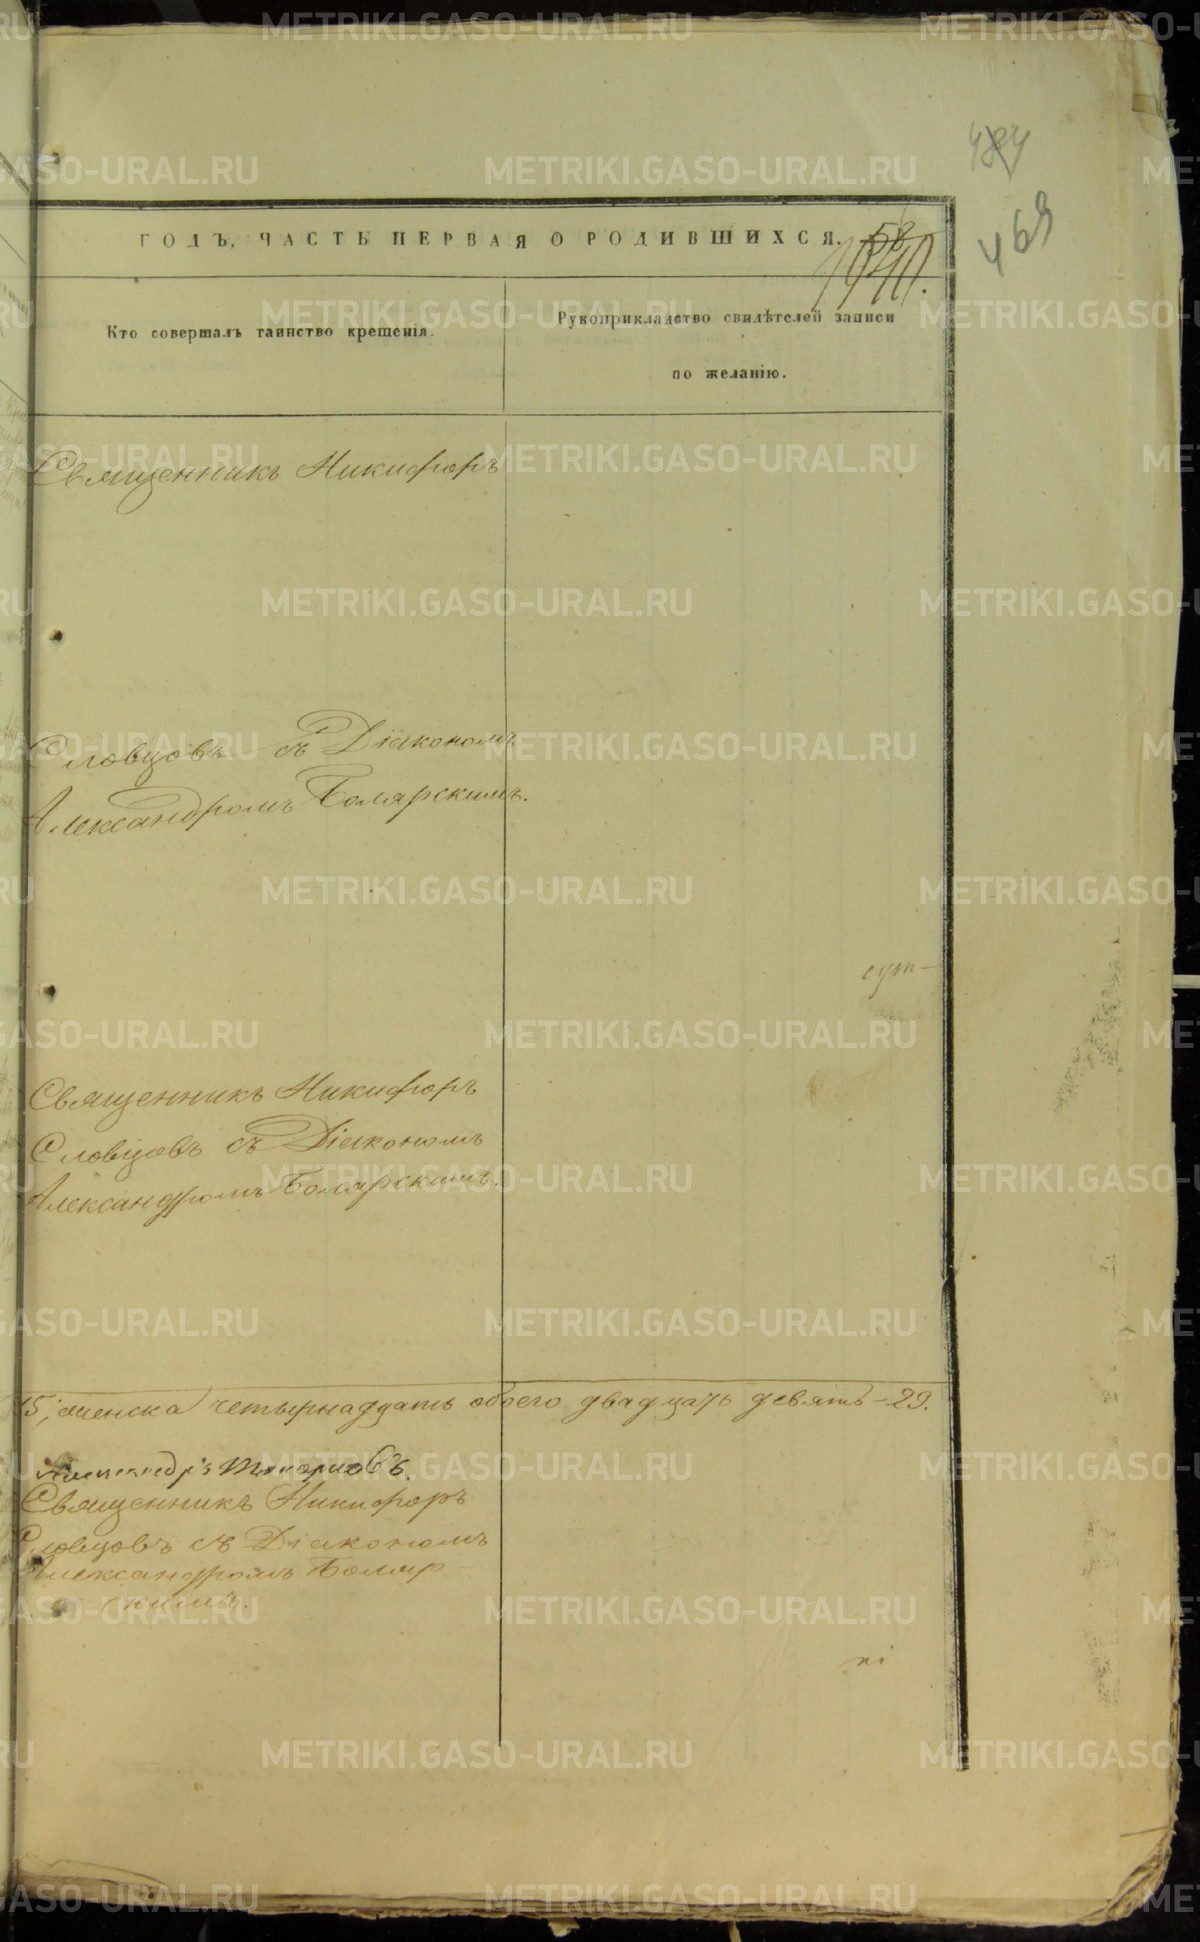 484
469
ГОДЪ, ЧАСТЬ ПЕРВАЯ О РОДИВШИХСЯ.
Кто совершалъ таинство крещенія.
Рукоприкладство свидѣтелей записи
по желанію.
Священникъ Никифоръ
Словцовъ съ Діакономъ
Александромъ Болярскимъ.
Священникъ Никифоръ
Словцовъ съ Діакономъ
Александромъ Болярскимъ.
15, женска четырнадцать обоего двадцать девять - 29.
Священникъ Никифоръ
Словцовъ съ Діакономъ
Александромъ Боляр
скимъ.
METRIKI.GASO-URAL.RU